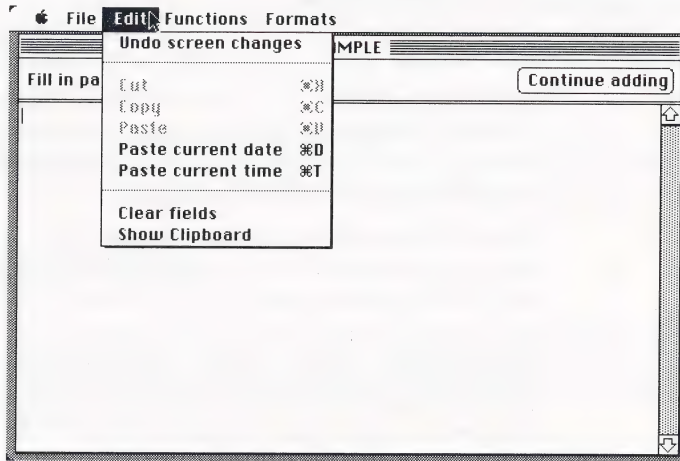 File Edit Functions Formats
Undo screen changes
IMPLE
Fill in pa
Continue adding
Cut ⌘X
Copy ⌘C
Paste
Paste current date ⌘D
Paste current time ⌘T
Clear fields
Show Clipboard